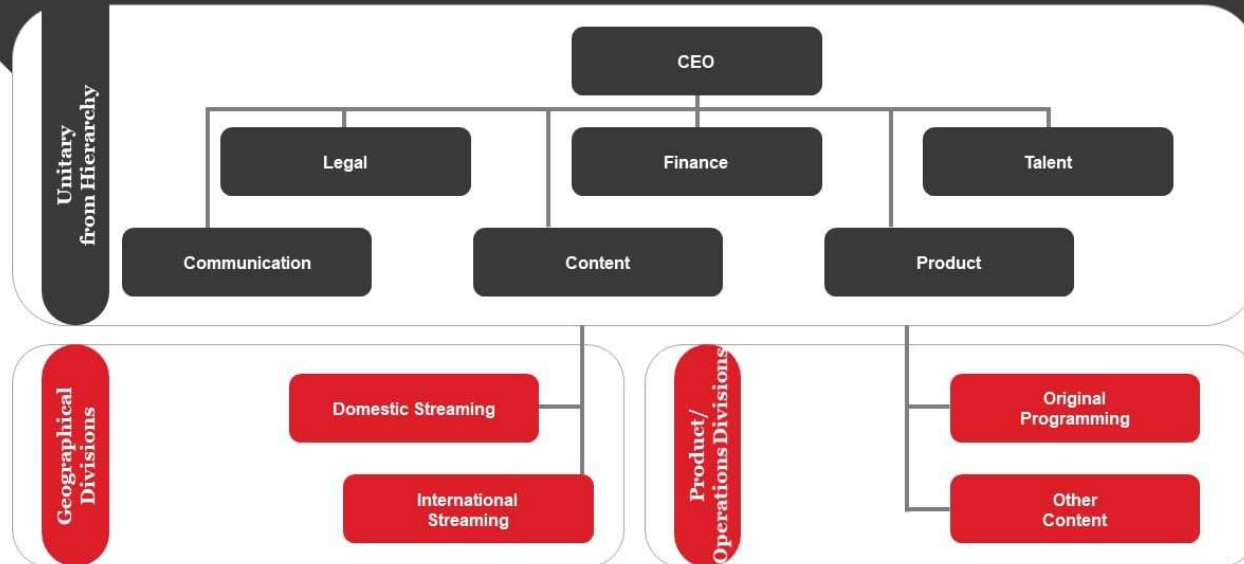 Unitary
from Hierarchy
CEO
Legal
Finance
Talent
Communication
Content
Product
Geographical
Divisions
Domestic Streaming
International
Streaming
Product/
Operations Divisions
Original
Programming
Other
Content